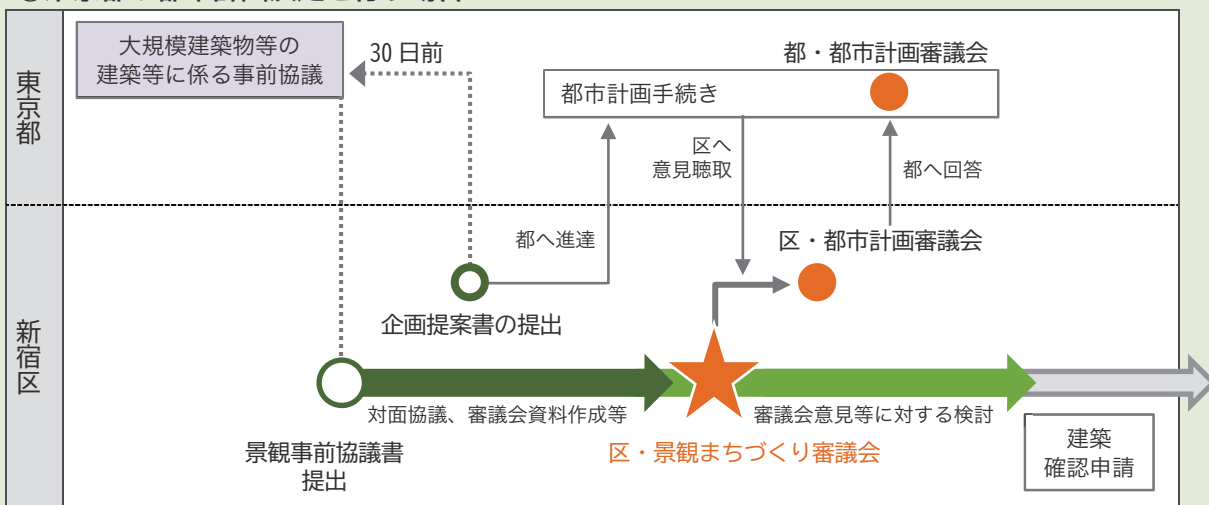 東京都
大規模建築物等の
建築等に係る事前協議
30 日前
都・都市計画審議会
都市計画手続き
区へ
意見聴取
都へ回答
新宿区
都へ進達
区・都市計画審議会
企画提案書の提出
対面協議、審議会資料作成等
審議会意見等に対する検討
景観事前協議書
提出
区・景観まちづくり審議会
建築
確認申請